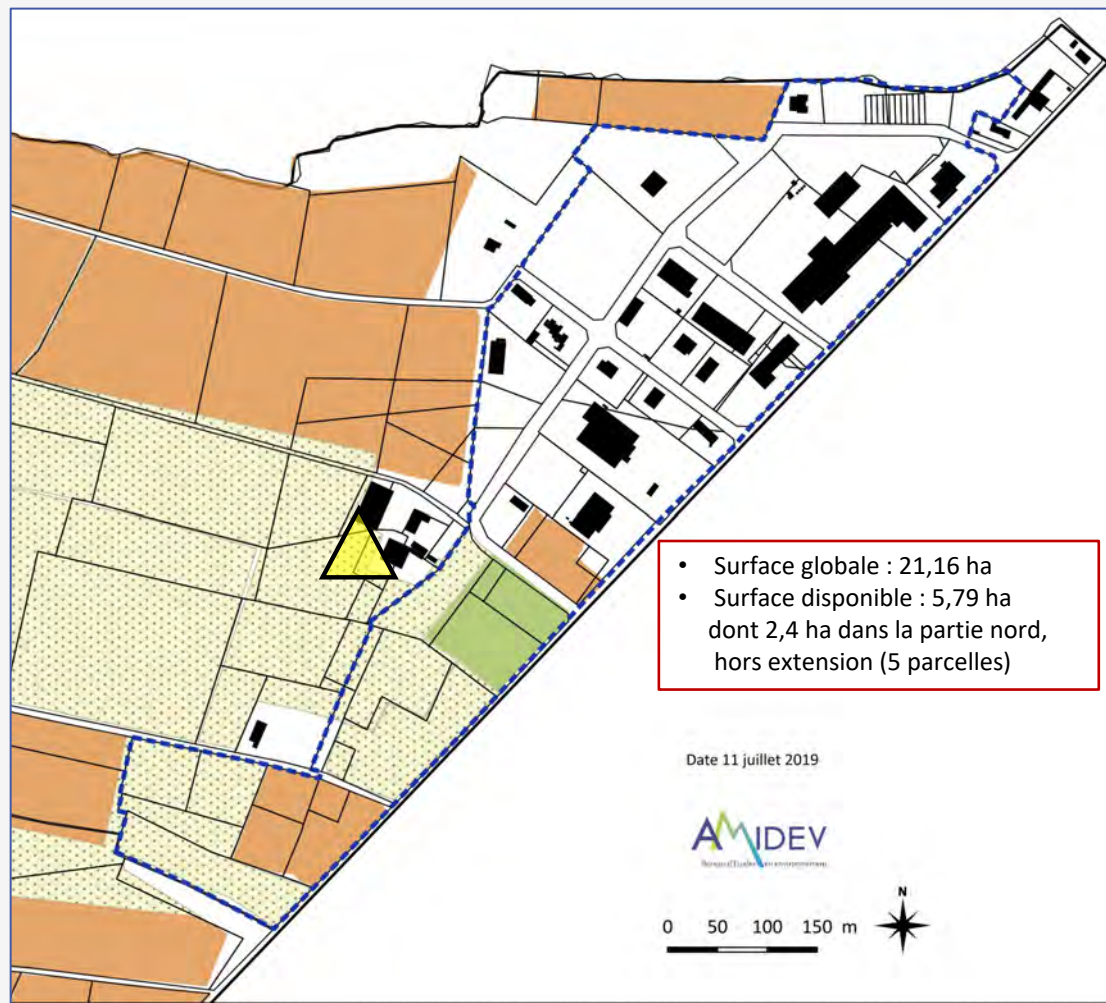 • Surface globale : 21,16 ha
• Surface disponible : 5,79 ha
dont 2,4 ha dans la partie nord,
hors extension (5 parcelles)
Date 11 juillet 2019
AMIDEV
N
0 50 100 150 m